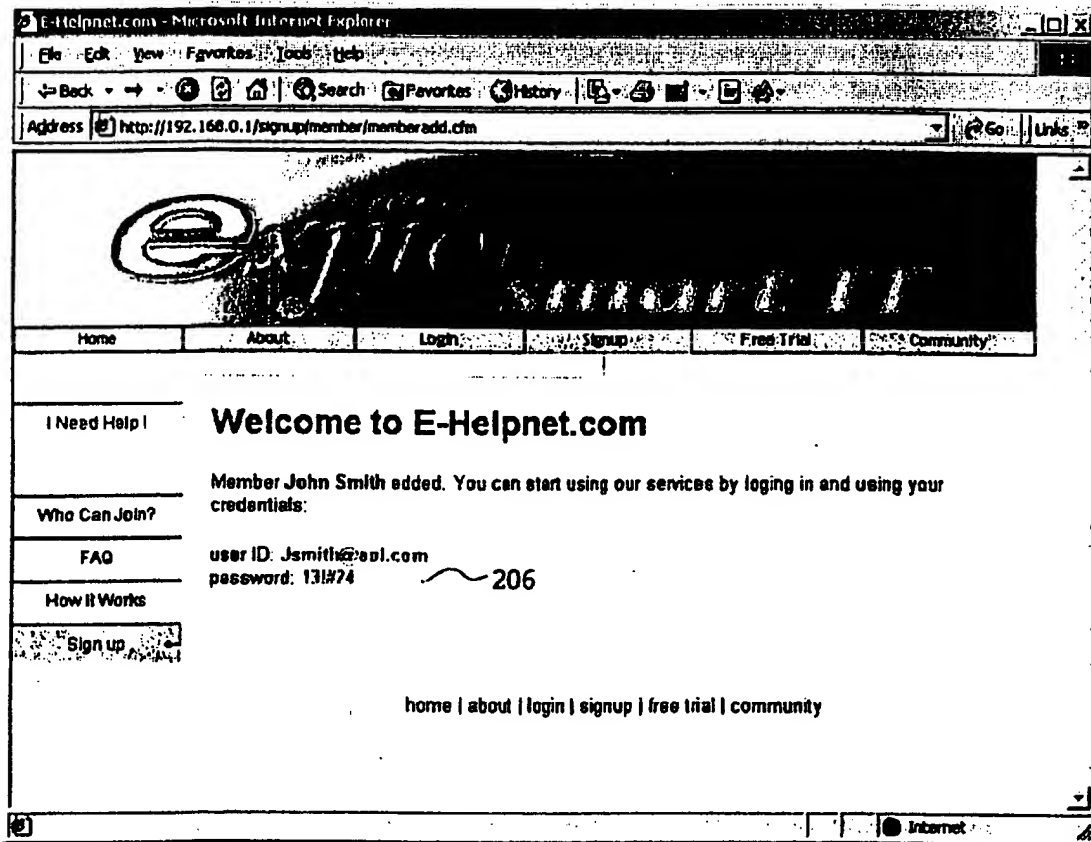 E-Helpnet.com - Microsoft Internet Explorer
File Edit View Favorites Tools Help
Back Search Favorites History
Address http://192.168.0.1/signup/member/memberadd.cfm Go Links »
e
Home About Login Signup Free Trial Community
I Need Help!
Welcome to E-Helpnet.com
Member John Smith added. You can start using our services by loging in and using your
credentials:
Who Can Join?
FAQ
user ID: Jsmith@aol.com
password: 131#74
206
How It Works
Sign up
home | about | login | signup | free trial | community
Internet